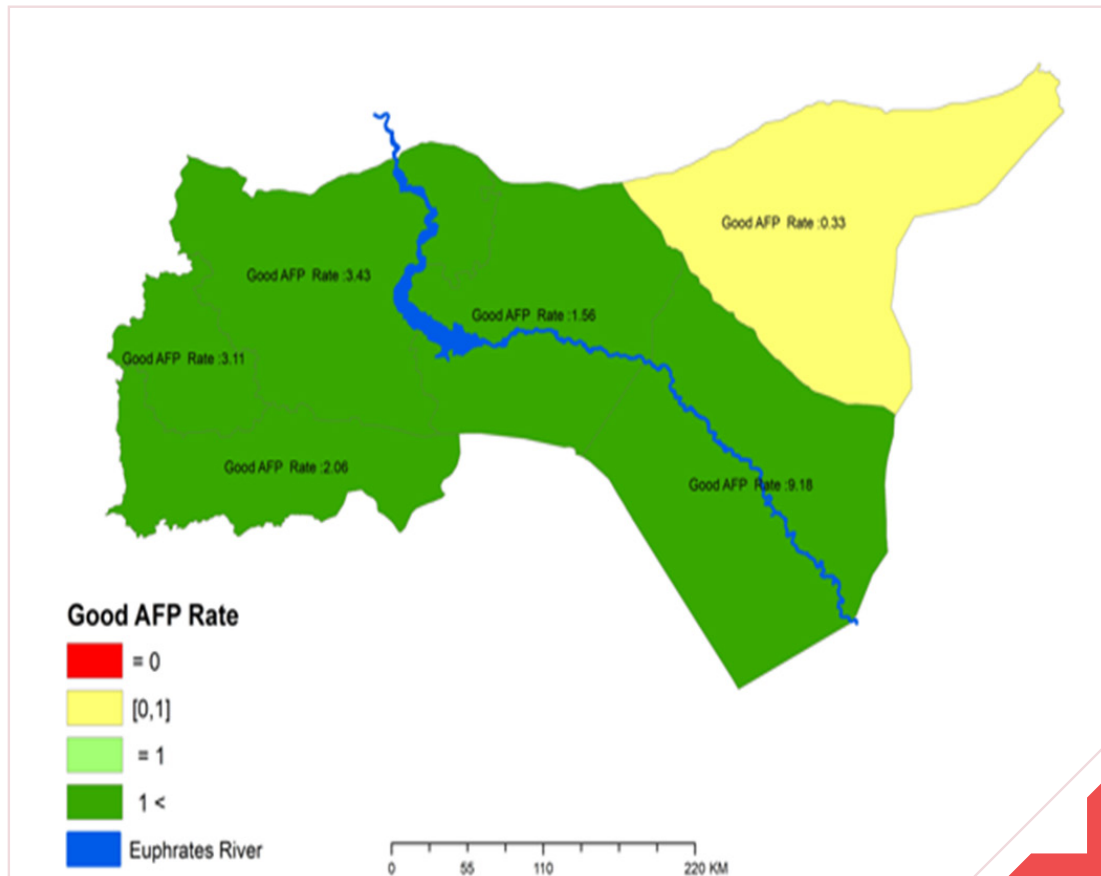 Good AFP Rate :0.33
Good AFP Rate :3.43
Good AFP Rate :1.56
Good AFP Rate :3.11
Good AFP Rate :2.06
Good AFP Rate :9.18
Good AFP Rate
= 0
[0,1]
= 1
1 <
Euphrates River
0 55 110 220 KM